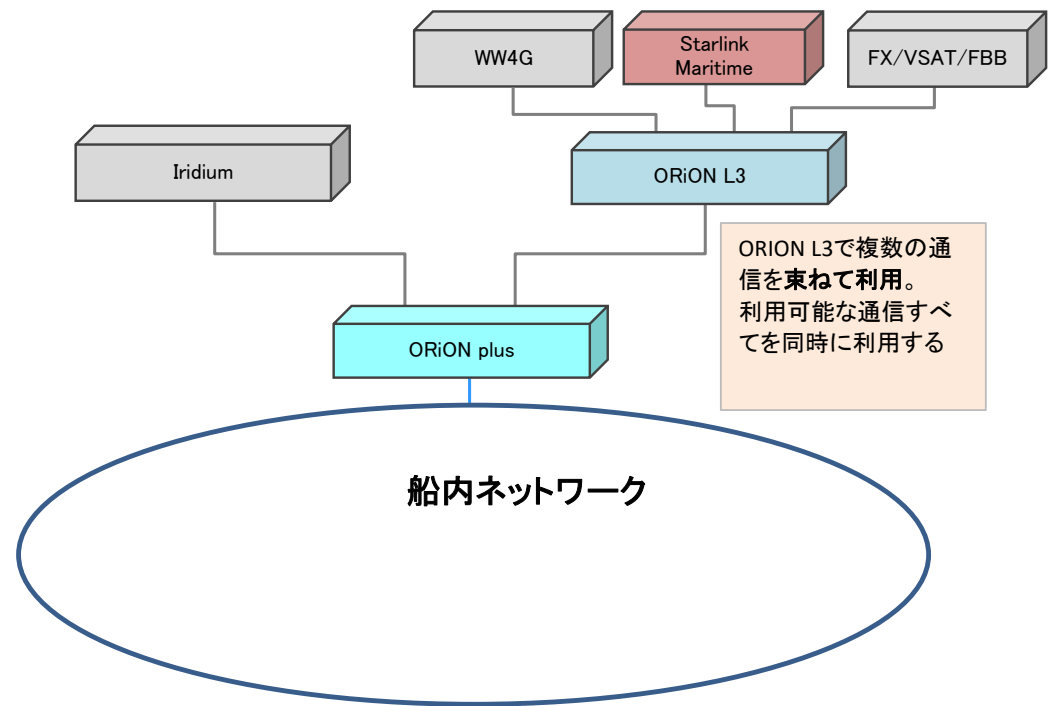 WW4G
Starlink
Maritime
FX/VSAT/FBB
Iridium
ORiON L3
ORION L3で複数の通
信を束ねて利用。
利用可能な通信すべ
てを同時に利用する
ORiON plus
船内ネットワーク